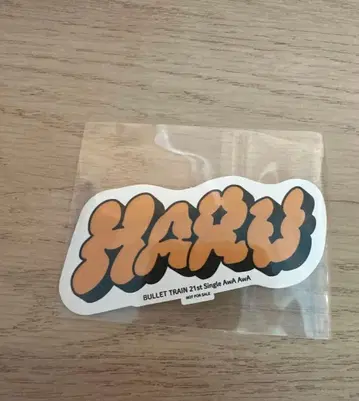 HARU
BULLET TRAIN 21st Single AwA AwA
NOT FOR SALE